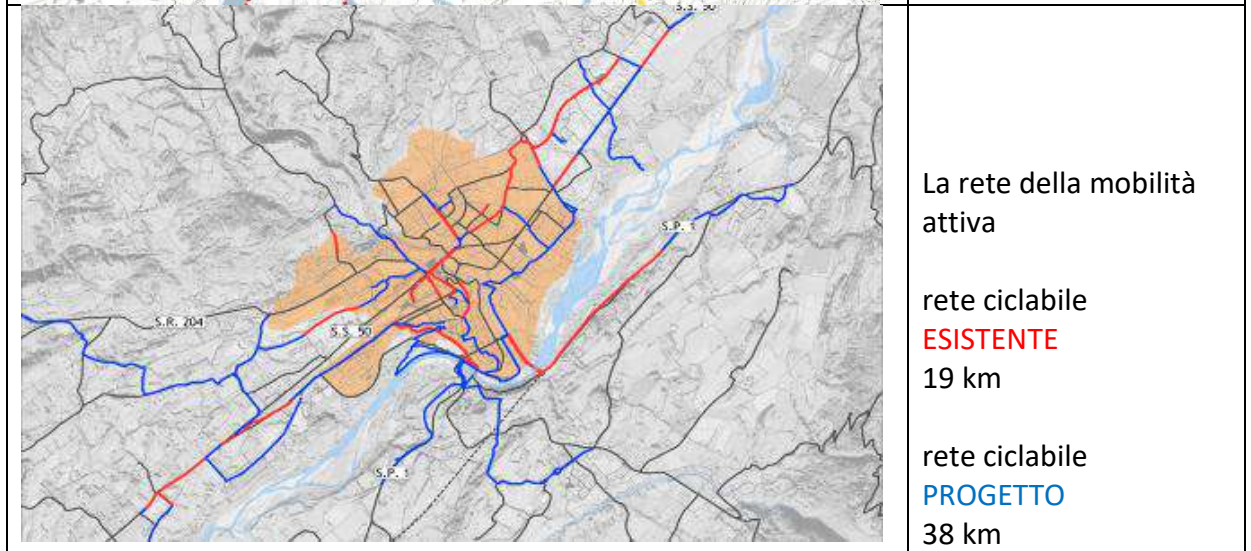 S.S. 50
S.P. 1
S.R. 204
S.S. 50
S.P. 1
La rete della mobilità
attiva
rete ciclabile
ESISTENTE
19 km
rete ciclabile
PROGETTO
38 km